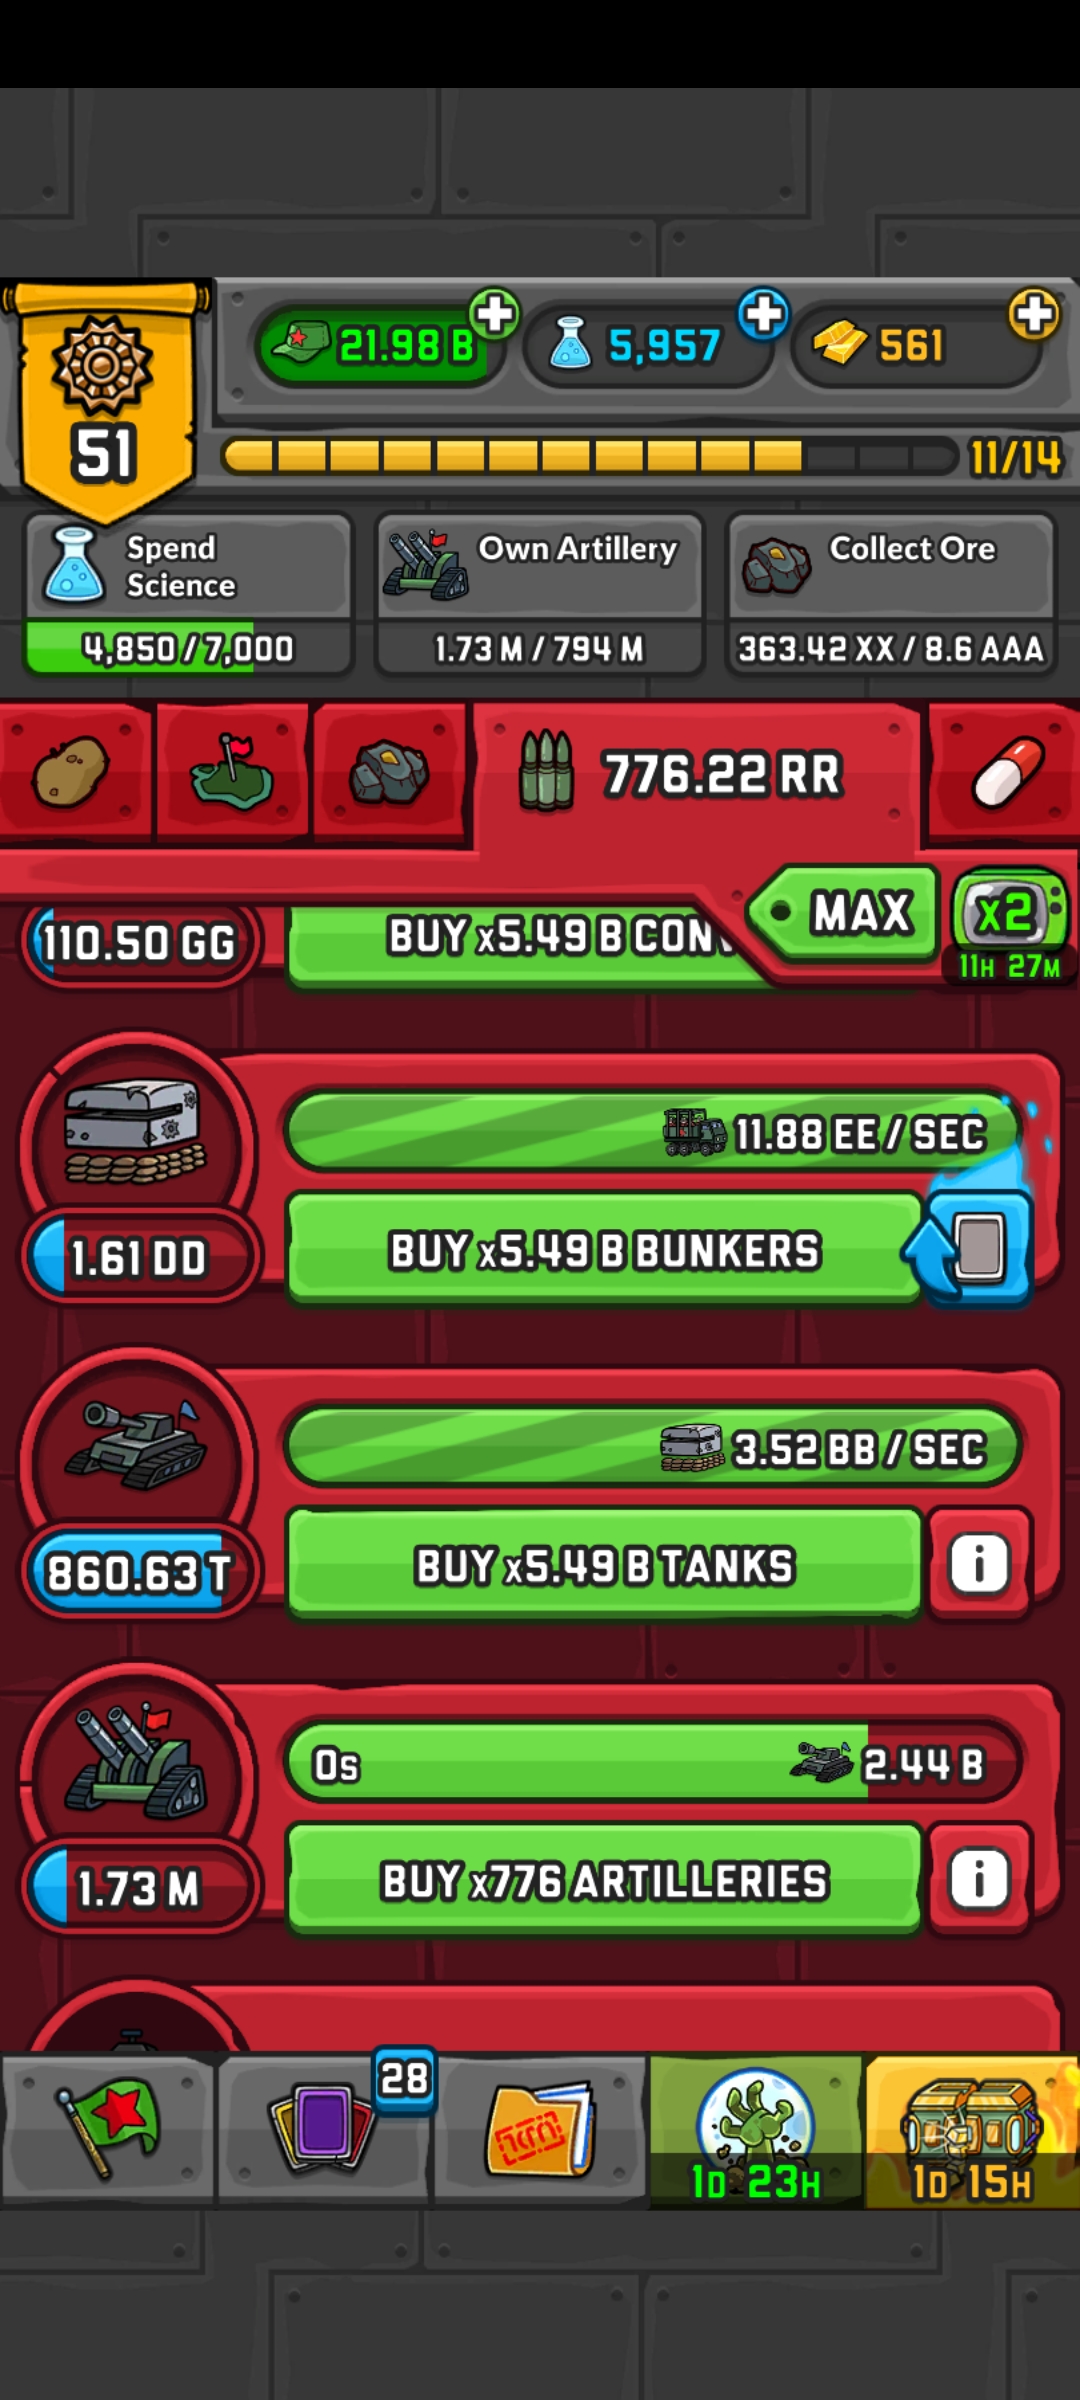 21.98 B
5,957
561
51
11/14
Spend
Science
Own Artillery
Collect Ore
4,850/7,000
1.73 M/794 M
363.42 XX/8.6 AAA
776.22 RR
MAX
x2
11H 27M
110.50 GG
BUY x5.49 B CON
11.88 EE/SEC
1.61 DD
BUY x5.49 B BUNKERS
3.52 BB/SEC
860.63 T
BUY x5.49 B TANKS
i
0s
2.44 B
1.73 M
BUY x776 ARTILLERIES
i
28
1D 23H
1D 15H